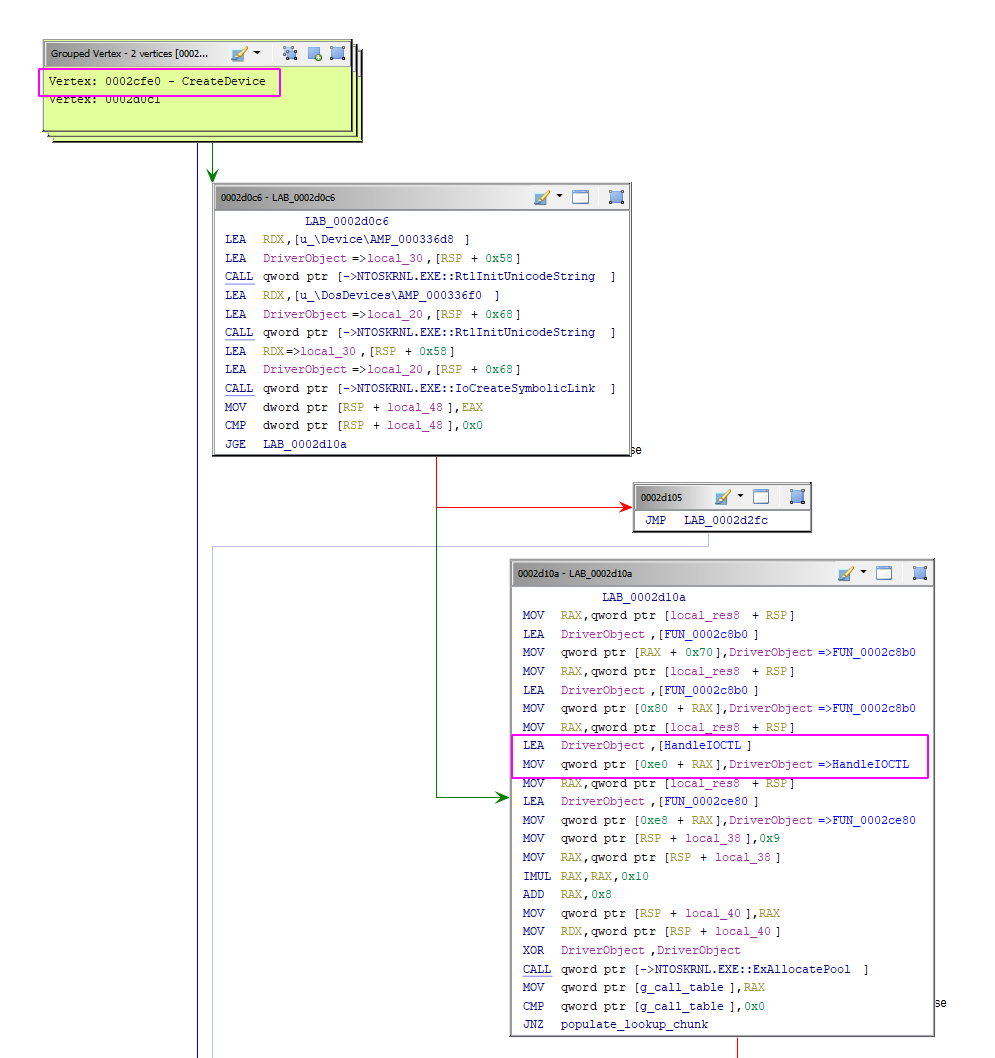 Grouped Vertex - 2 vertices [0002...
Vertex: 0002cfe0 - CreateDevice
Vertex: 0002d0c1
0002d0c6 - LAB_0002d0c6
LAB_0002d0c6
LEA RDX,[u_\Device\AMP_000336d8 ]
LEA DriverObject =>local_30 ,[RSP + 0x58]
CALL qword ptr [->NTOSKRNL.EXE::RtlInitUnicodeString ]
LEA RDX,[u_\DosDevices\AMP_000336f0 ]
LEA DriverObject =>local_20 ,[RSP + 0x68]
CALL qword ptr [->NTOSKRNL.EXE::RtlInitUnicodeString ]
LEA RDX=>local_30 ,[RSP + 0x58]
LEA DriverObject =>local_20 ,[RSP + 0x68]
CALL qword ptr [->NTOSKRNL.EXE::IoCreateSymbolicLink ]
MOV dword ptr [RSP + local_48 ],EAX
CMP dword ptr [RSP + local_48 ],0x0
JGE LAB_0002d10a
se
0002d105
JMP LAB_0002d2fc
0002d10a - LAB_0002d10a
LAB_0002d10a
MOV RAX,qword ptr [local_res8 + RSP]
LEA DriverObject ,[FUN_0002c8b0 ]
MOV qword ptr [RAX + 0x70],DriverObject =>FUN_0002c8b0
MOV RAX,qword ptr [local_res8 + RSP]
LEA DriverObject ,[FUN_0002c8b0 ]
MOV qword ptr [0x80 + RAX],DriverObject =>FUN_0002c8b0
MOV RAX,qword ptr [local_res8 + RSP]
LEA DriverObject ,[HandleIOCTL ]
MOV qword ptr [0xe0 + RAX],DriverObject =>HandleIOCTL
MOV RAX,qword ptr [local_res8 + RSP]
LEA DriverObject ,[FUN_0002ce80 ]
MOV qword ptr [0xe8 + RAX],DriverObject =>FUN_0002ce80
MOV qword ptr [RSP + local_38 ],0x9
MOV RAX,qword ptr [RSP + local_38 ]
IMUL RAX,RAX,0x10
ADD RAX,0x8
MOV qword ptr [RSP + local_40 ],RAX
MOV RDX,qword ptr [RSP + local_40 ]
XOR DriverObject ,DriverObject
CALL qword ptr [->NTOSKRNL.EXE::ExAllocatePool ]
MOV qword ptr [g_call_table ],RAX
CMP qword ptr [g_call_table ],0x0
se
JNZ populate_lookup_chunk